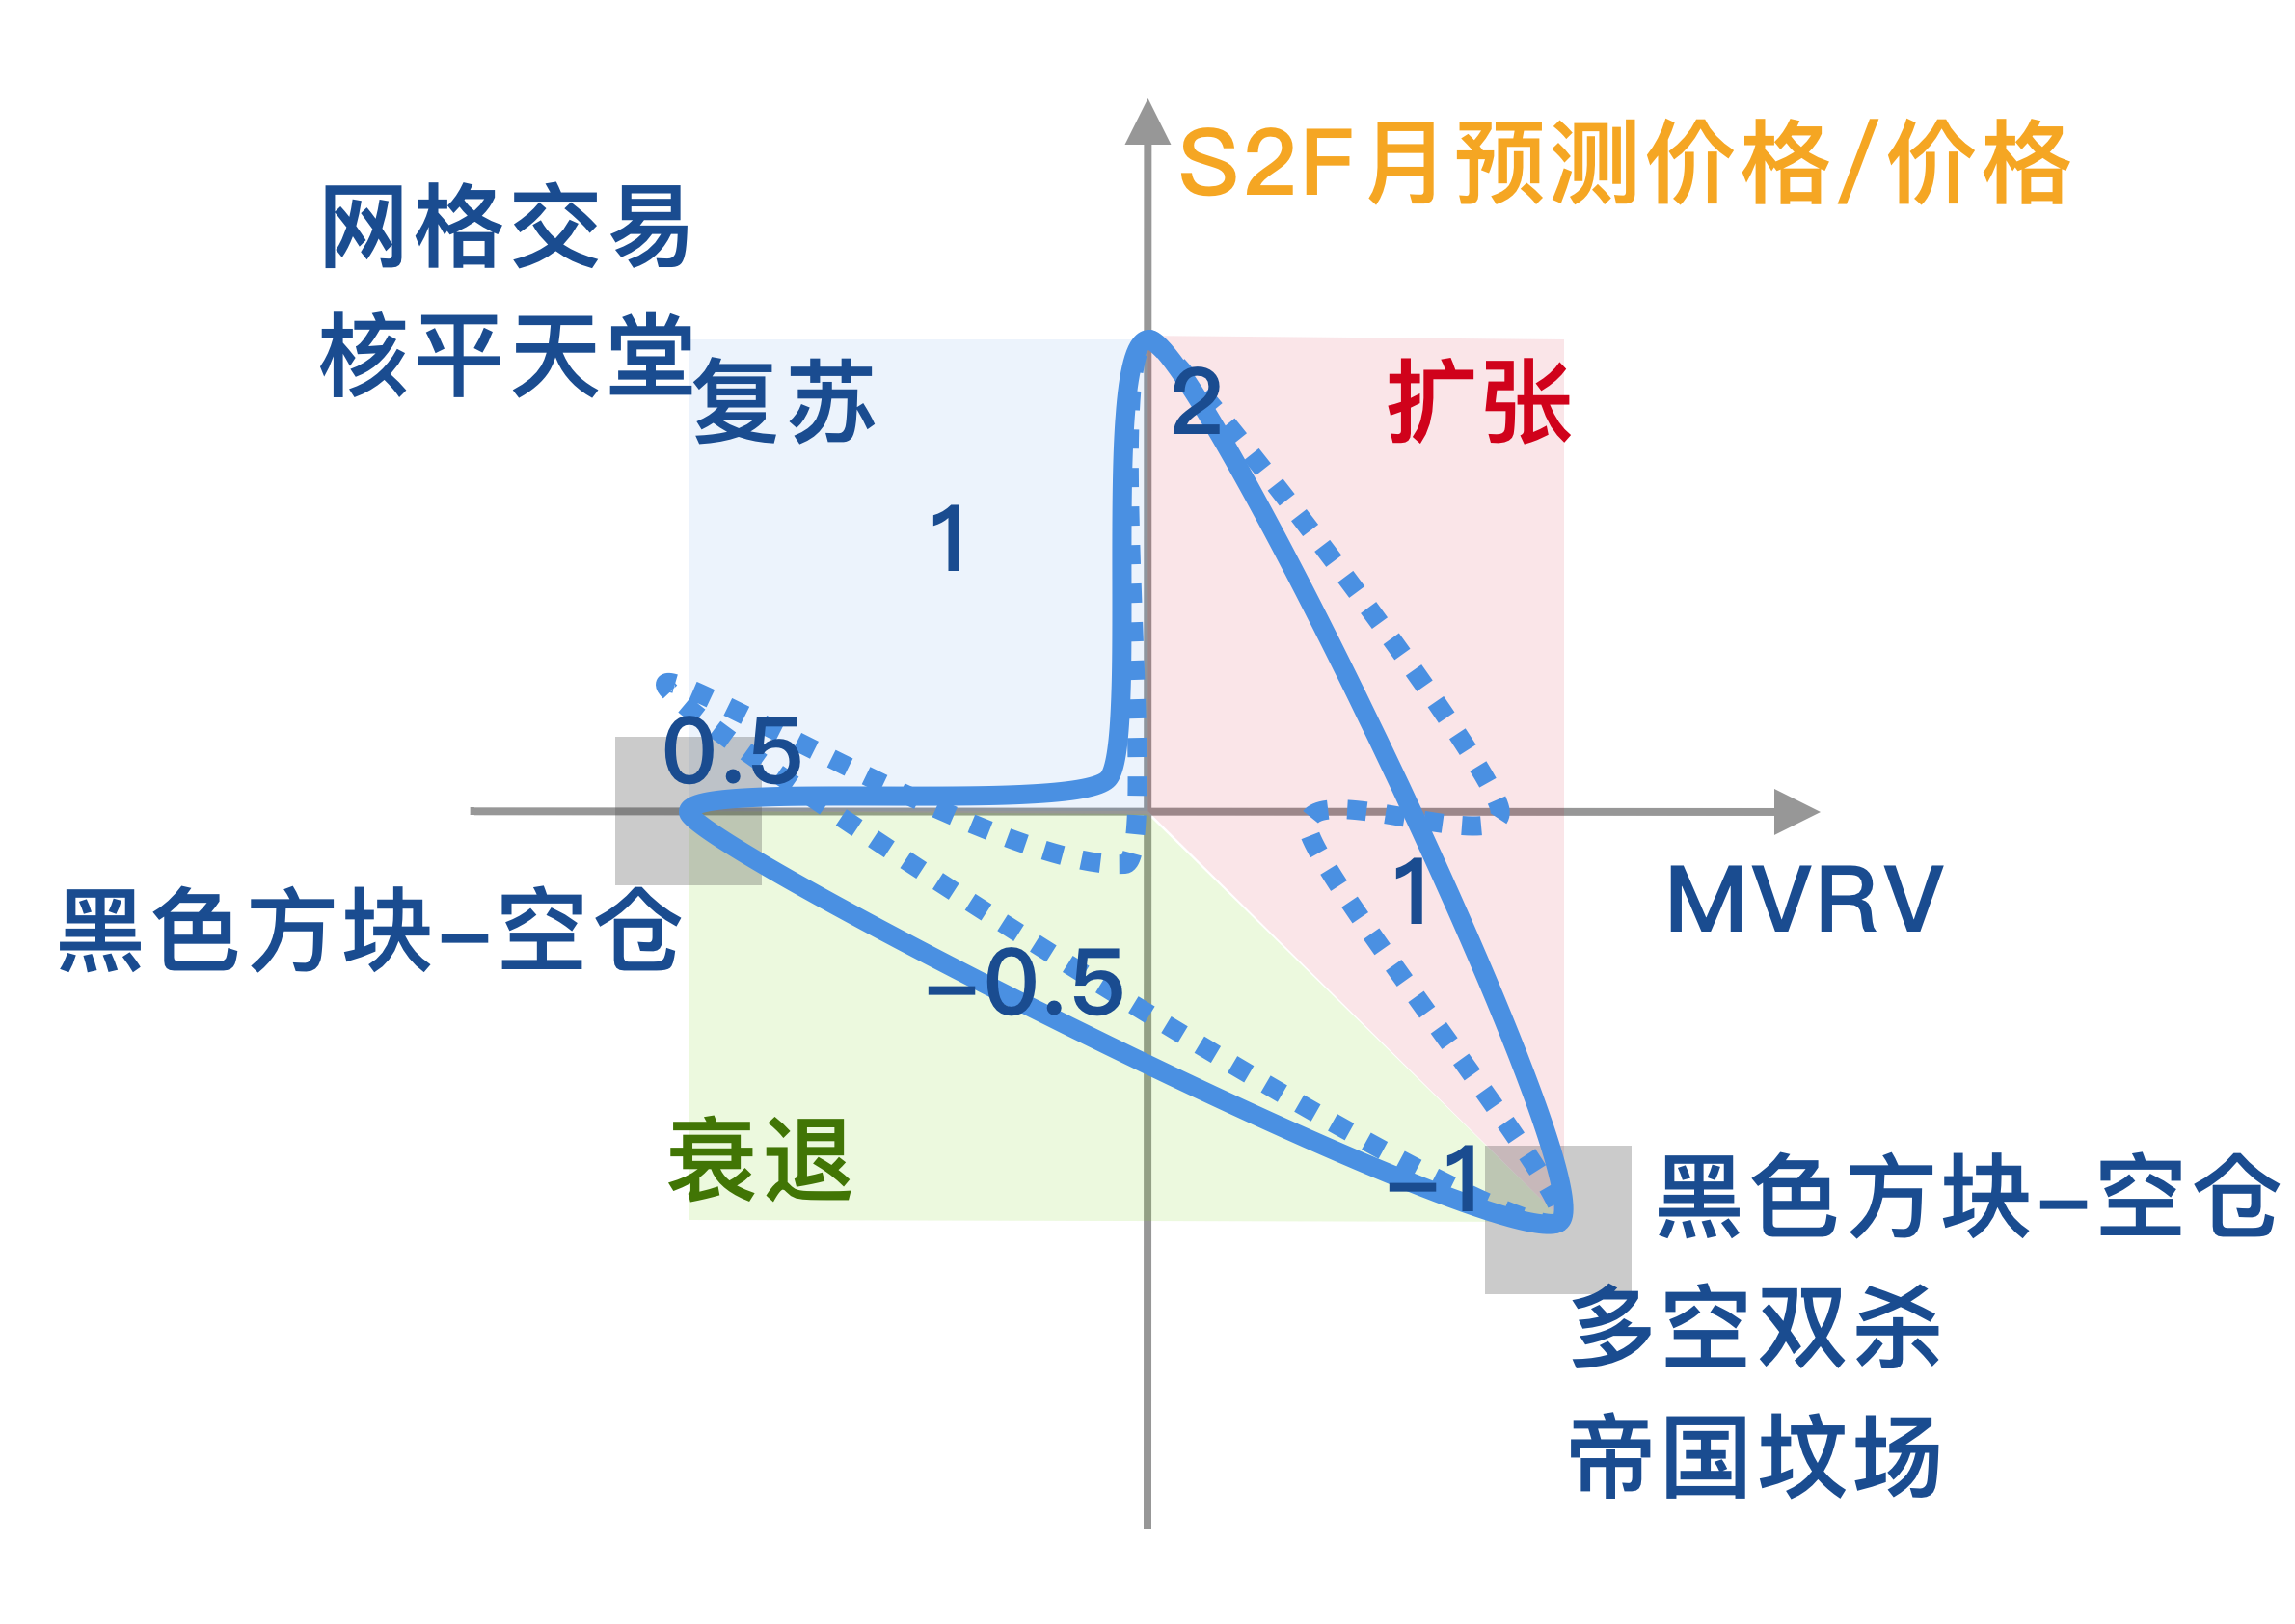 S2F月预测价格/价格
网格交易
核平天堂
复苏
2
扩张
1
0.5
1
MVRV
黑色方块-空仓
-0.5
衰退
-1
黑色方块-空仓
多空双杀
帝国坟场